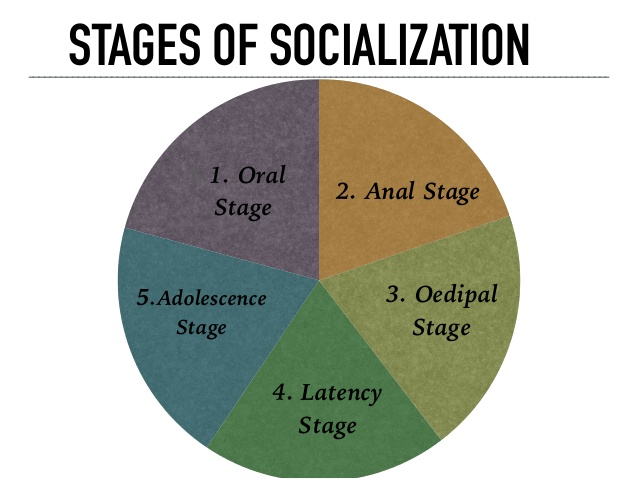 STAGES OF SOCIALIZATION
1. Oral
Stage
2. Anal Stage
3. Oedipal
Stage
4. Latency
Stage
5.Adolescence
Stage